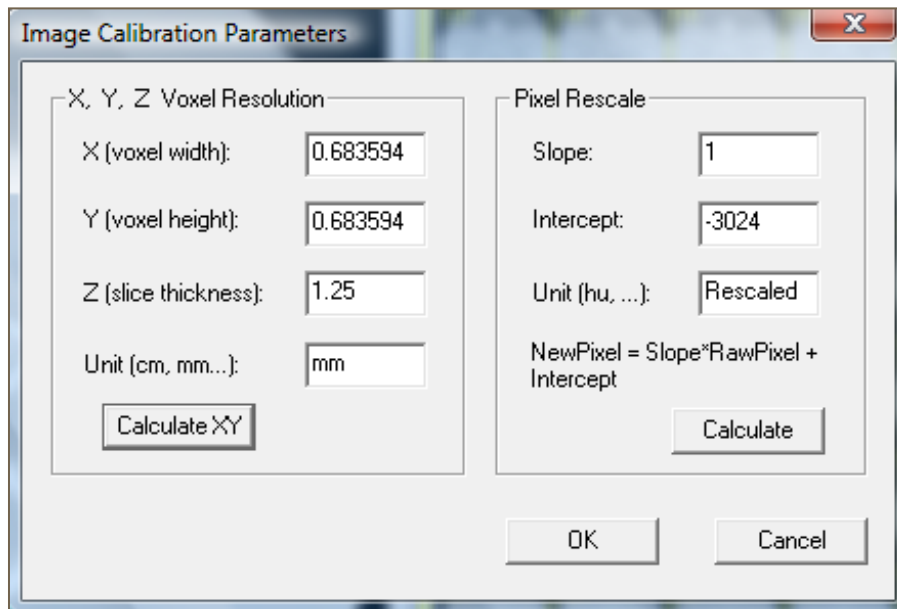 Image Calibration Parameters
X, Y, Z Voxel Resolution
X (voxel width): 0.683594
Y (voxel height): 0.683594
Z (slice thickness): 1.25
Unit (cm, mm...): mm
Calculate XY
Pixel Rescale
Slope: 1
Intercept: -3024
Unit (hu, ...): Rescaled
NewPixel = Slope*RawPixel +
Intercept
Calculate
OK
Cancel